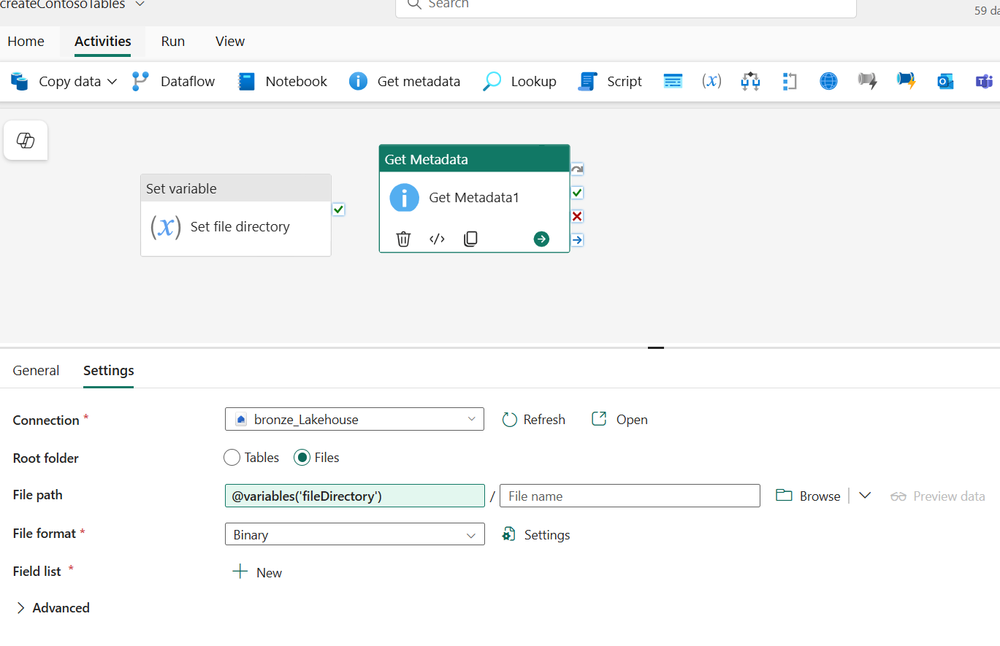 createContosoTables
Search
59 da
Home Activities Run View
Copy data Dataflow Notebook Get metadata Lookup Script (x)
Set variable
(x) Set file directory
Get Metadata
i Get Metadata1
</>
General Settings
Connection * bronze_Lakehouse Refresh Open
Root folder Tables Files
File path @variables('fileDirectory') / File name Browse Preview data
File format * Binary Settings
Field list * New
Advanced